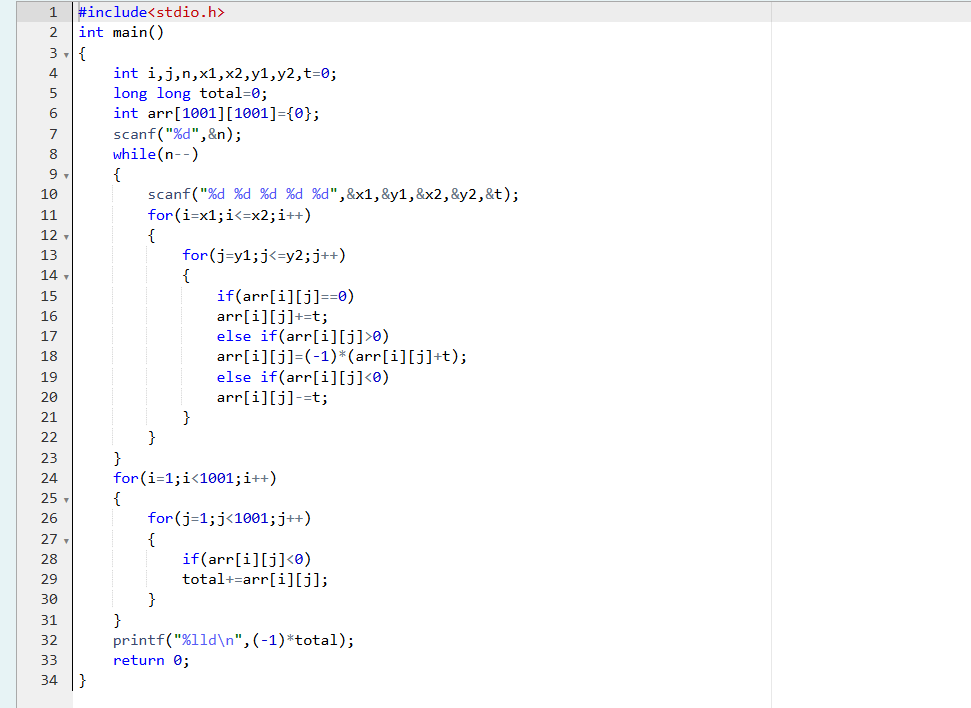 1 #include<stdio.h>
2 int main()
3 {
4 int i,j,n,x1,x2,y1,y2,t=0;
5 long long total=0;
6 int arr[1001][1001]={0};
7 scanf("%d",&n);
8 while(n--)
9 {
10 scanf("%d %d %d %d %d",&x1,&y1,&x2,&y2,&t);
11 for(i=x1;i<=x2;i++)
12 {
13 for(j=y1;j<=y2;j++)
14 {
15 if(arr[i][j]==0)
16 arr[i][j]+=t;
17 else if(arr[i][j]>0)
18 arr[i][j]=(-1)*(arr[i][j]+t);
19 else if(arr[i][j]<0)
20 arr[i][j]-=t;
21 }
22 }
23 }
24 for(i=1;i<1001;i++)
25 {
26 for(j=1;j<1001;j++)
27 {
28 if(arr[i][j]<0)
29 total+=arr[i][j];
30 }
31 }
32 printf("%lld\n",(-1)*total);
33 return 0;
34 }